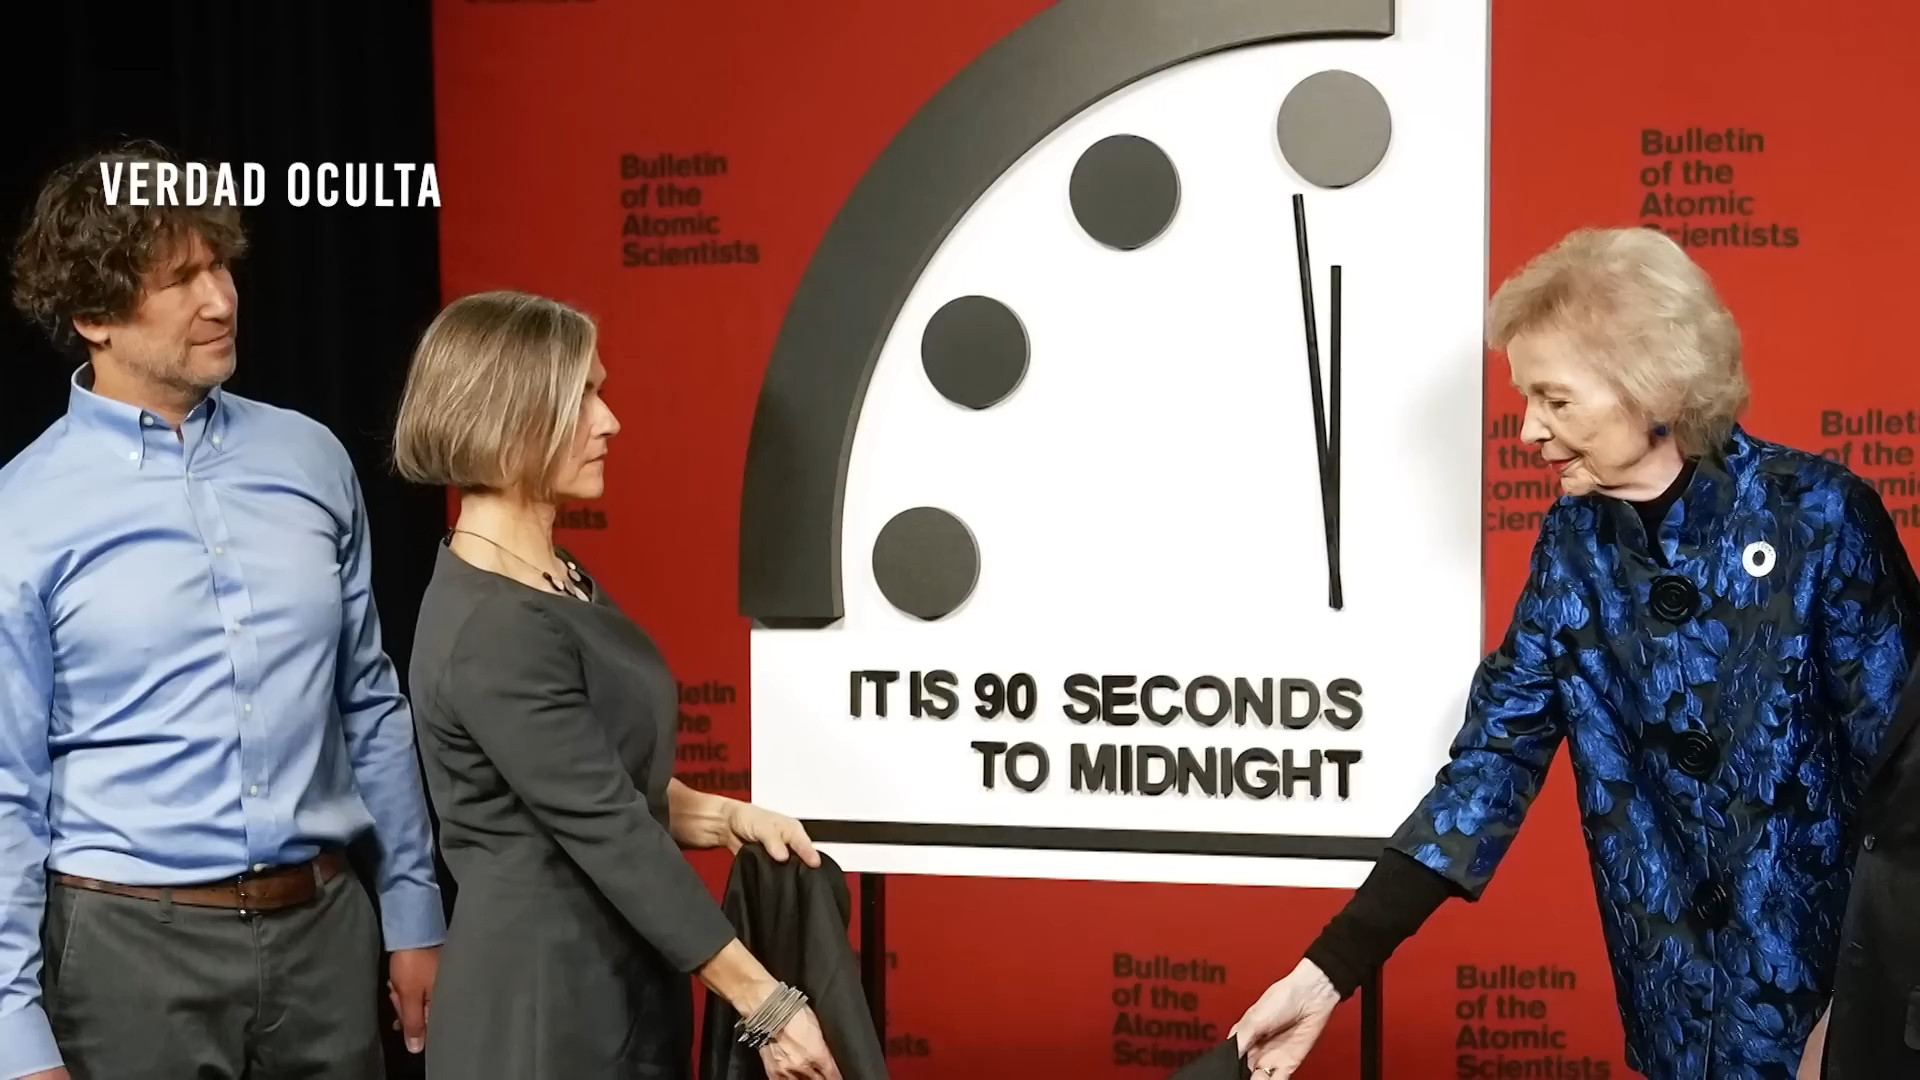 VERDAD OCULTA
Bulletin
of the
Atomic
Scientists
Bulletin
of the
Atomic
Scientists
IT IS 90 SECONDS
TO MIDNIGHT
Bulletin
of the
Atomic
Bulletin
of the
Atomic
Scientists